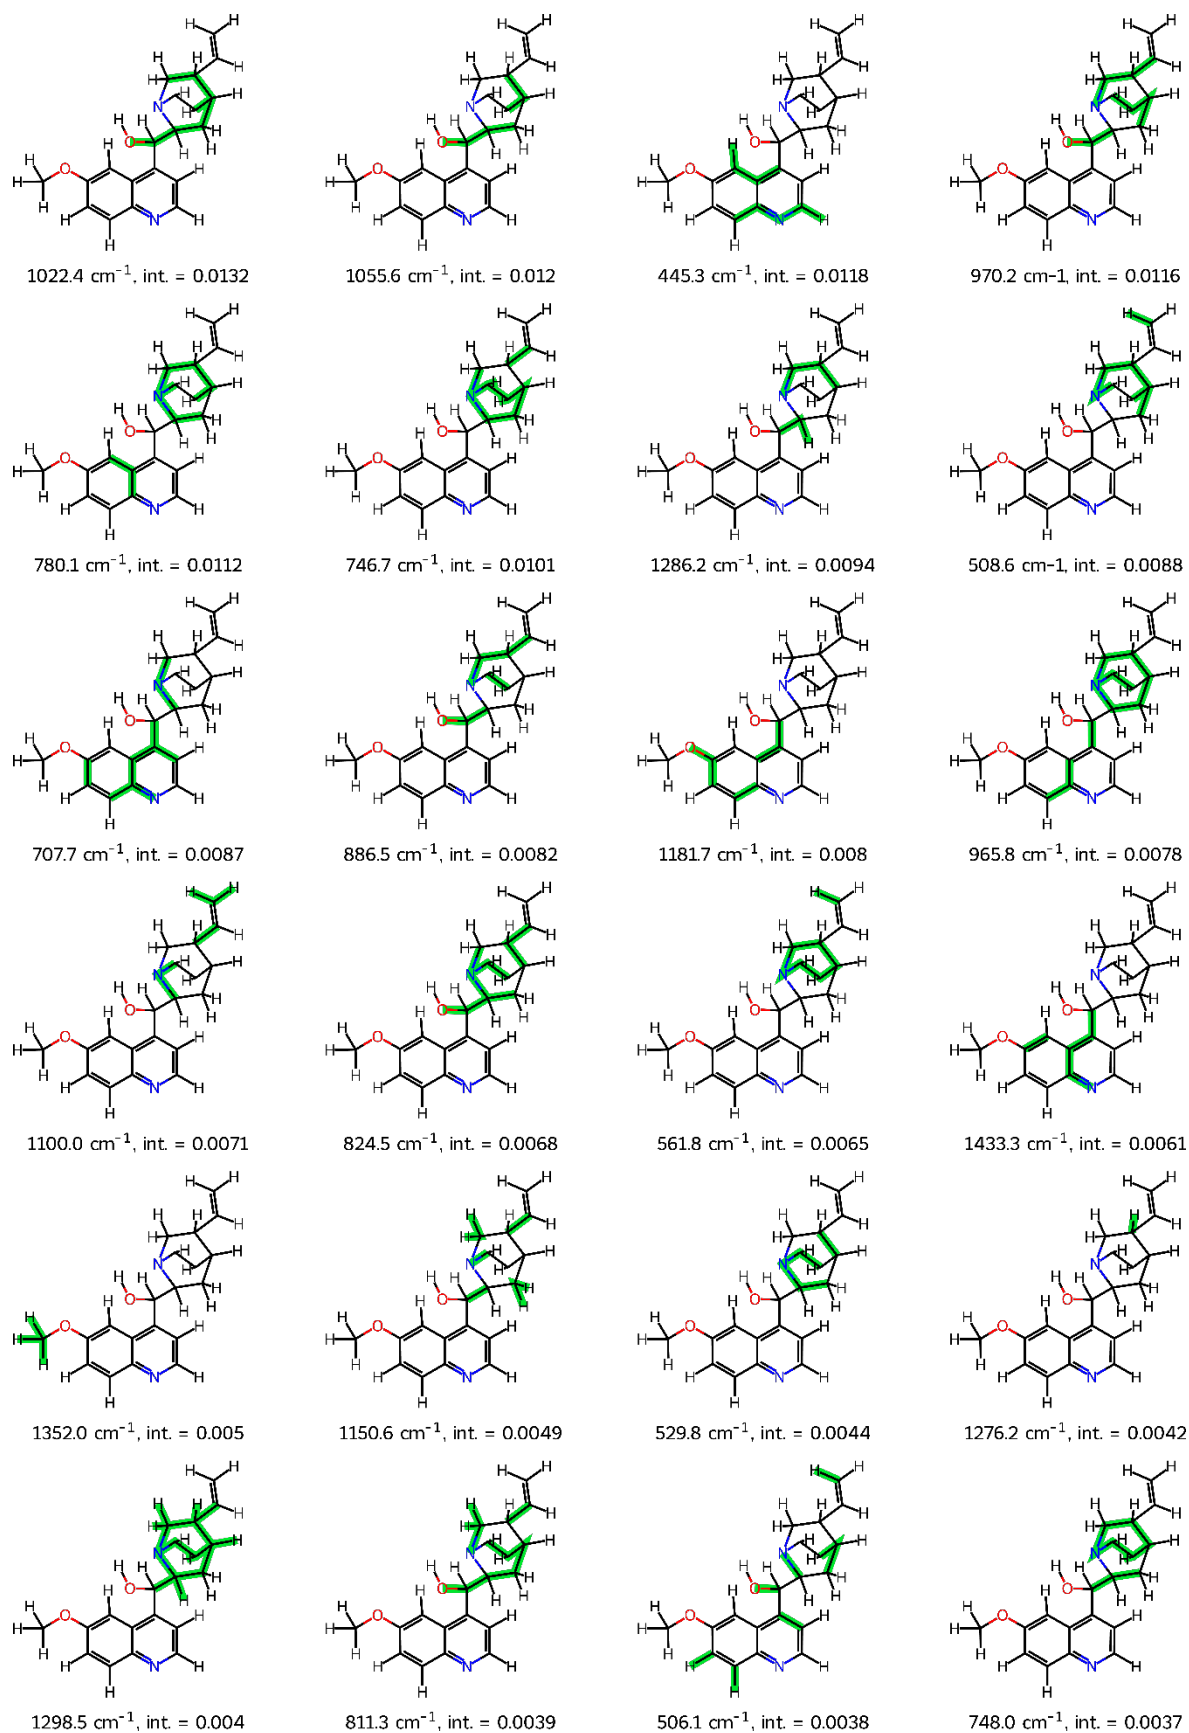 1022.4 cm⁻¹, int. = 0.0132
1055.6 cm⁻¹, int. = 0.012
445.3 cm⁻¹, int. = 0.0118
970.2 cm–1, int. = 0.0116
780.1 cm⁻¹, int. = 0.0112
746.7 cm⁻¹, int. = 0.0101
1286.2 cm⁻¹, int. = 0.0094
508.6 cm–1, int. = 0.0088
707.7 cm⁻¹, int. = 0.0087
886.5 cm⁻¹, int. = 0.0082
1181.7 cm⁻¹, int. = 0.008
965.8 cm⁻¹, int. = 0.0078
1100.0 cm⁻¹, int. = 0.0071
824.5 cm⁻¹, int. = 0.0068
561.8 cm⁻¹, int. = 0.0065
1433.3 cm⁻¹, int. = 0.0061
1352.0 cm⁻¹, int. = 0.005
1150.6 cm⁻¹, int. = 0.0049
529.8 cm⁻¹, int. = 0.0044
1276.2 cm⁻¹, int. = 0.0042
1298.5 cm⁻¹, int. = 0.004
811.3 cm⁻¹, int. = 0.0039
506.1 cm⁻¹, int. = 0.0038
748.0 cm⁻¹, int. = 0.0037